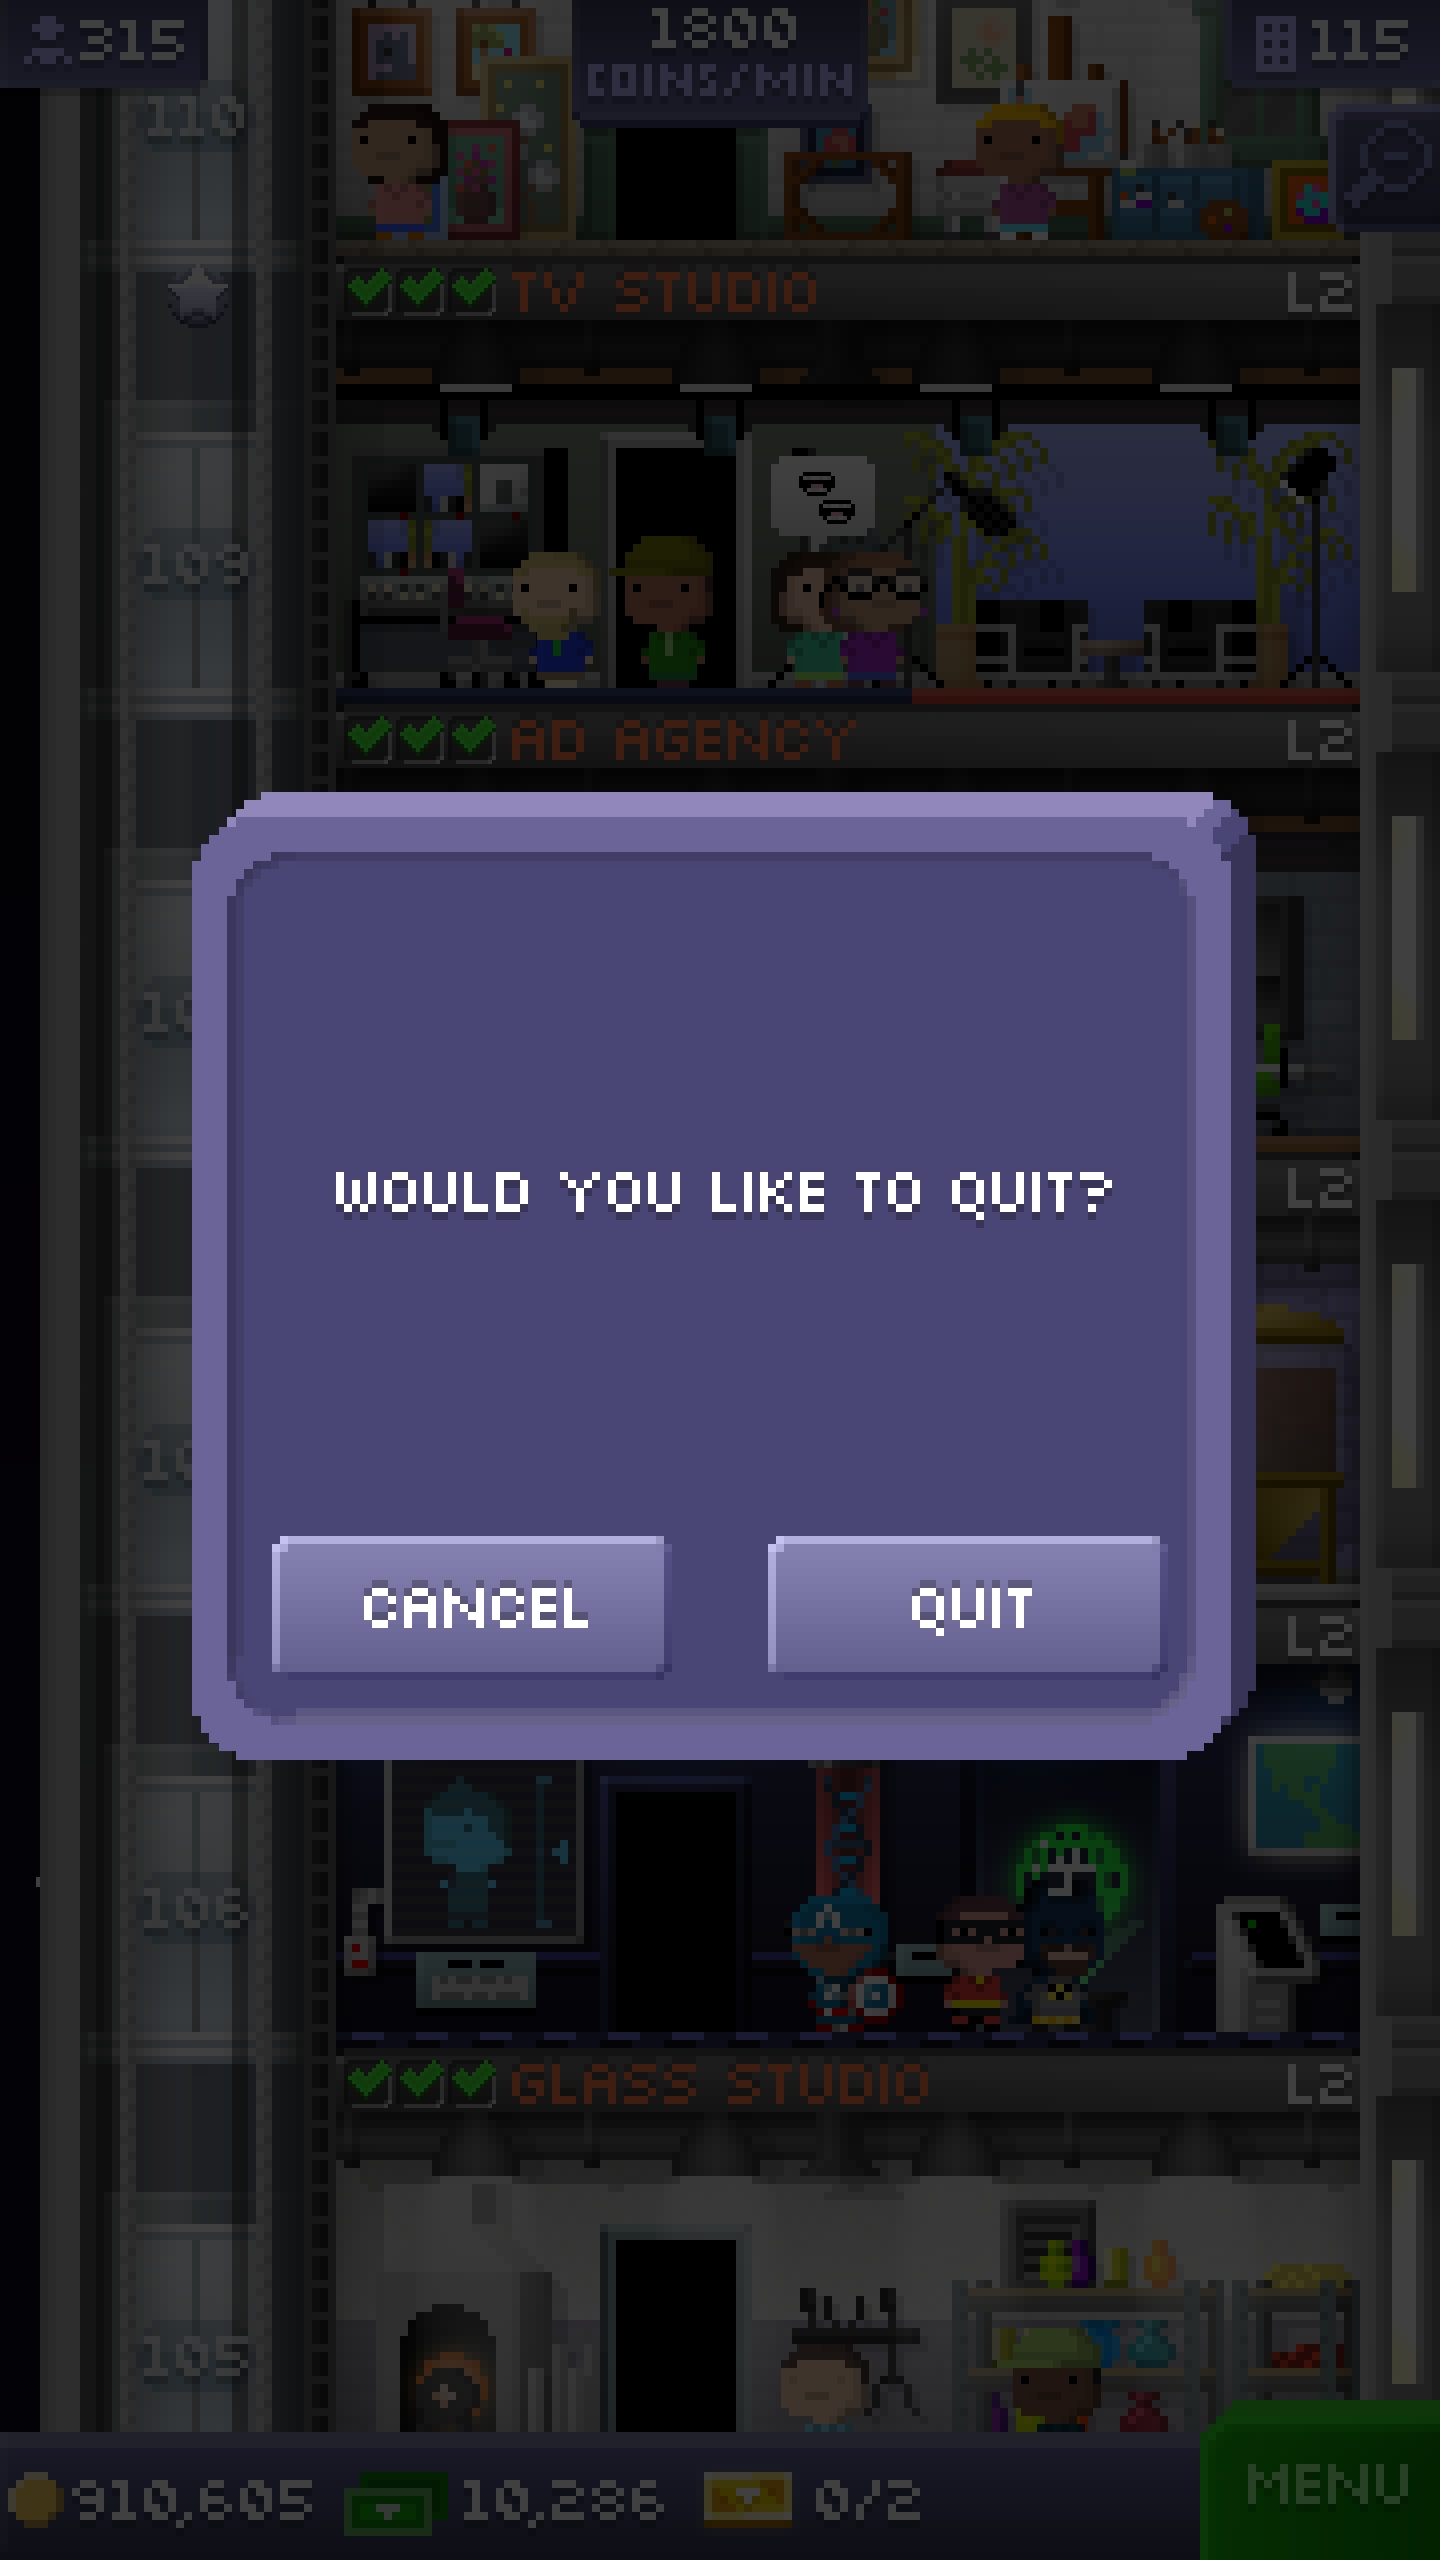 315
1800
COINS/MIN
115
110
TV STUDIO L2
109
AD AGENCY L2
L2
WOULD YOU LIKE TO QUIT?
CANCEL QUIT
L2
106
GLASS STUDIO L2
105
910,605 10,286 0/2
MENU